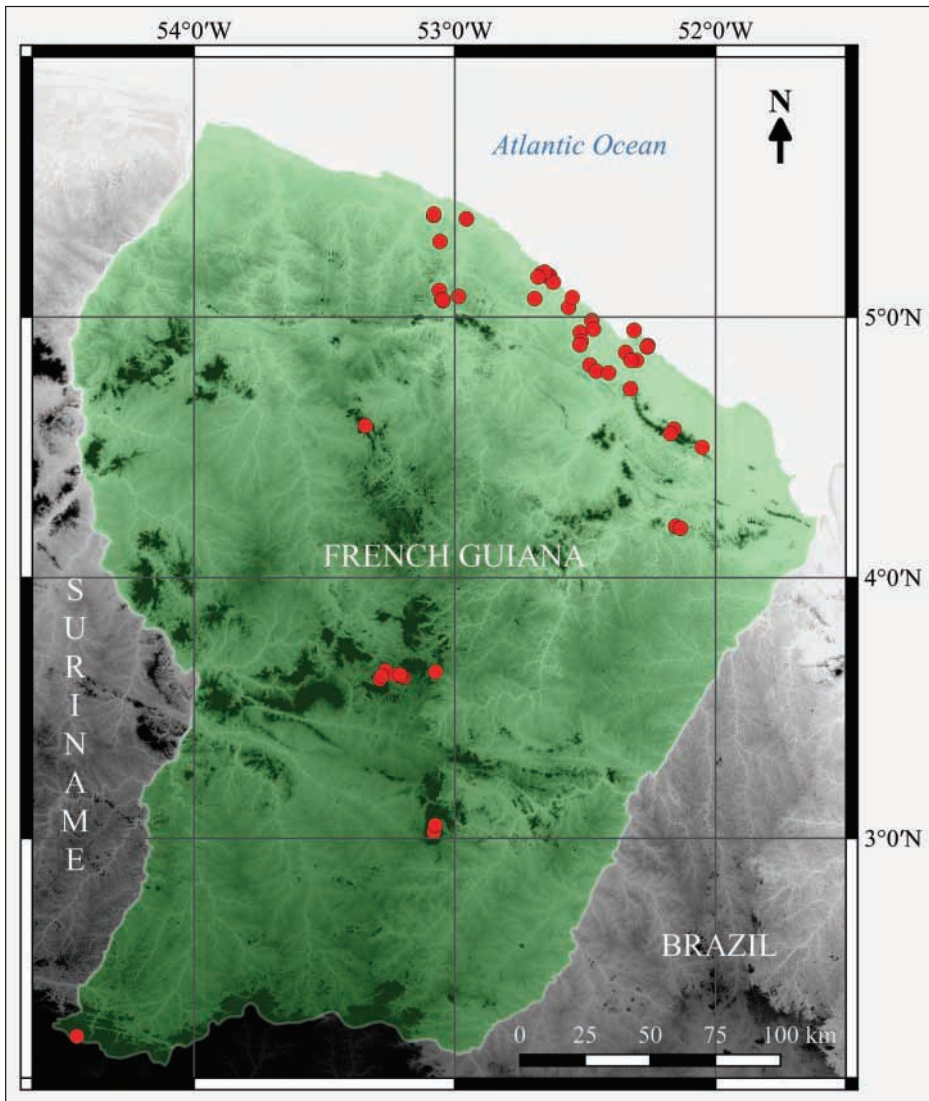 54°0′W 53°0′W 52°0′W
N
Atlantic Ocean
5°0′N
FRENCH GUIANA
4°0′N
SURINAME
3°0′N
BRAZIL
0 25 50 75 100 km